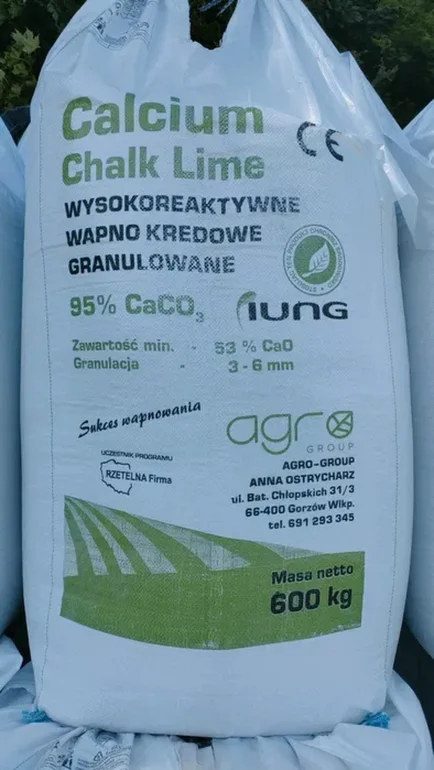 Calcium
Chalk Lime
CE
WYSOKOREAKTYWNE
WAPNO KREDOWE
GRANULOWANE
95% CaCO₃
IUNG
Zawartość min. - 53 % CaO
Granulacja - 3 - 6 mm
Sukces wapnowania
agro
GROUP
UCZESTNIK PROGRAMU
RZETELNA Firma
AGRO-GROUP
ANNA OSTRYCHARZ
ul. Bat. Chłopskich 31/3
66-400 Gorzów Wlkp.
tel. 691 293 345
Masa netto
600 kg